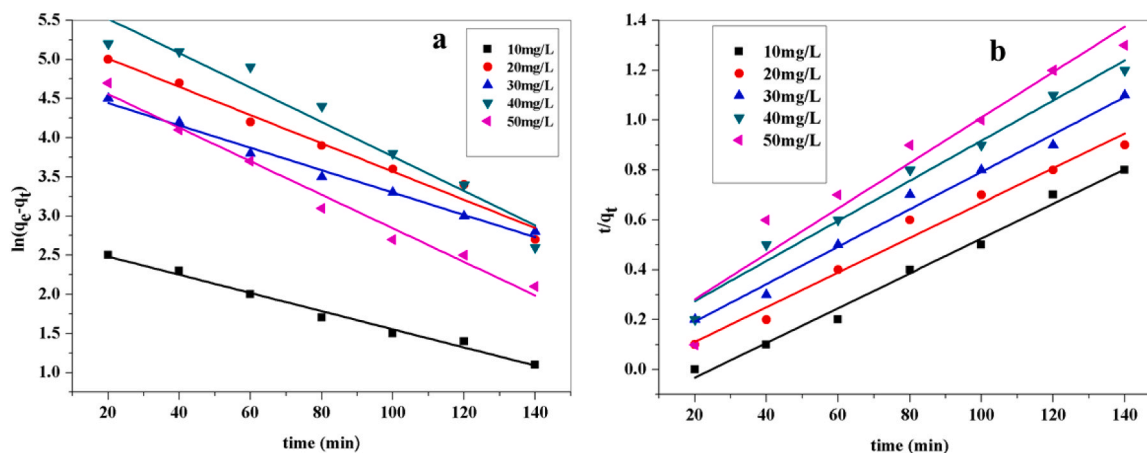 a
10mg/L
20mg/L
30mg/L
40mg/L
50mg/L
5.5
5.0
4.5
4.0
3.5
3.0
2.5
2.0
1.5
1.0
ln(qe-qt)
20 40 60 80 100 120 140
time (min)
b
10mg/L
20mg/L
30mg/L
40mg/L
50mg/L
1.4
1.2
1.0
0.8
0.6
0.4
0.2
0.0
t/qt
20 40 60 80 100 120 140
time (min)